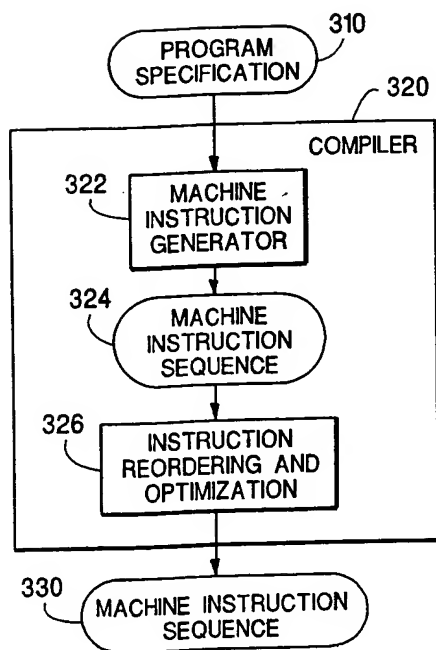 310
PROGRAM
SPECIFICATION
320
COMPILER
322
MACHINE
INSTRUCTION
GENERATOR
324
MACHINE
INSTRUCTION
SEQUENCE
326
INSTRUCTION
REORDERING AND
OPTIMIZATION
330
MACHINE INSTRUCTION
SEQUENCE